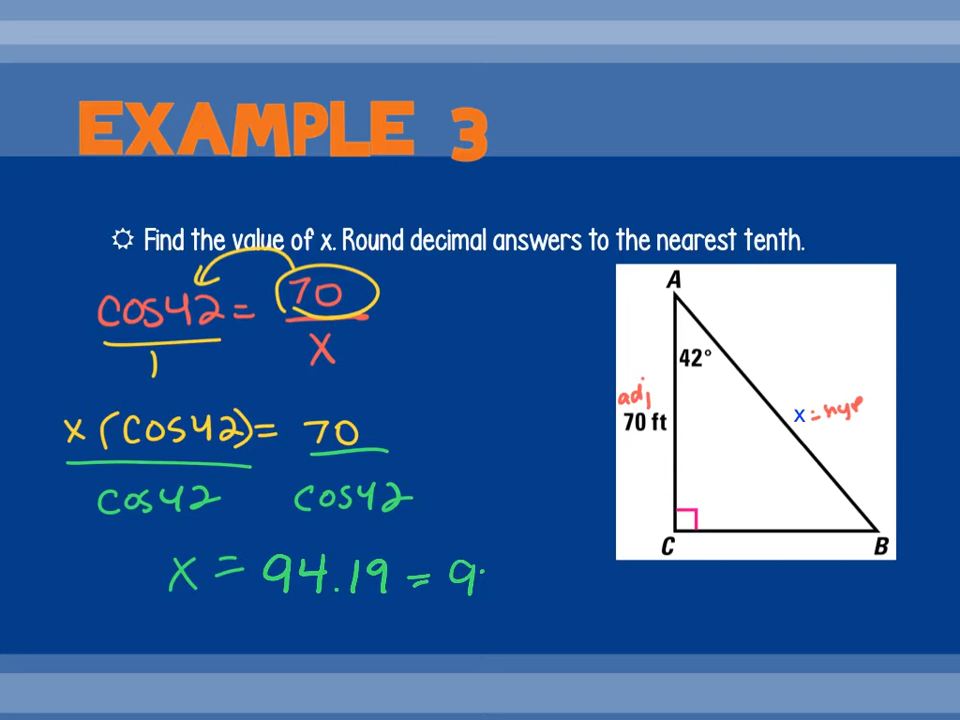 EXAMPLE 3
Find the value of x. Round decimal answers to the nearest tenth.
cos42 = 70
1 x
x (cos42) = 70
cos42 cos42
x = 94.19 = 9
A
42°
adj
70 ft
x = hyp
C B